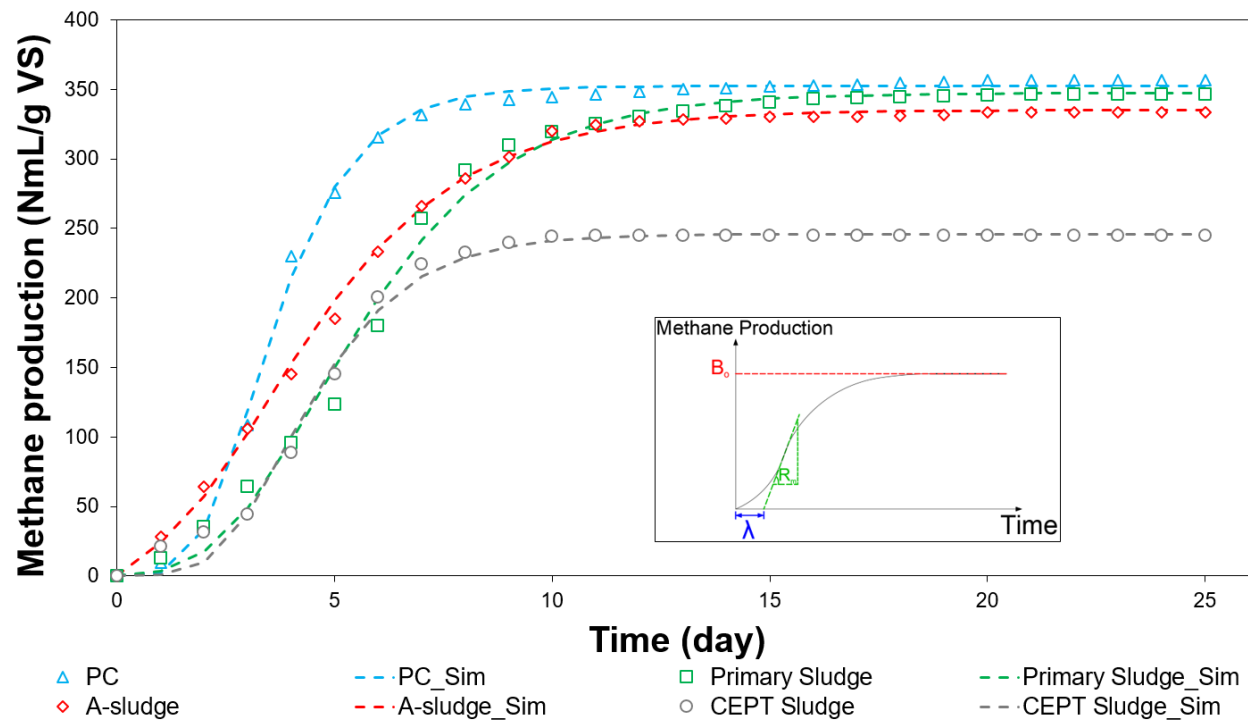 Methane production (NmL/g VS)
400
350
300
250
200
150
100
50
0
0 5 10 15 20 25
Time (day)
Methane Production
B₀
Rₘ
λ
Time
PC PC_Sim Primary Sludge Primary Sludge_Sim
A-sludge A-sludge_Sim CEPT Sludge CEPT Sludge_Sim